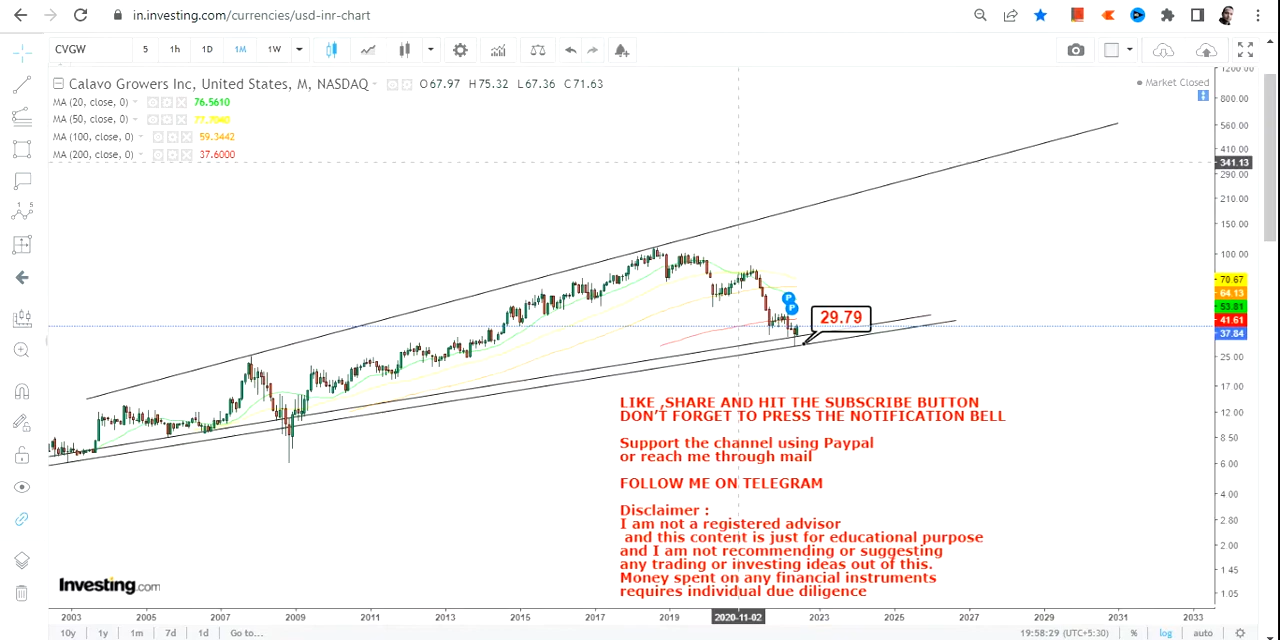 in.investing.com/currencies/usd-inr-chart
CVGW 5 1h 1D 1M 1W
Calavo Growers Inc, United States, M, NASDAQ O67.97 H75.32 L67.36 C71.63
Market Closed
MA (20, close, 0) 76.5610
MA (50, close, 0)
MA (100, close, 0) 59.3442
MA (200, close, 0) 37.6000
1200.00
800.00
560.00
410.00
341.13
290.00
210.00
150.00
100.00
70.67
64.13
53.81
41.61
37.84
25.00
17.00
12.00
8.50
6.00
4.00
2.80
2.00
1.45
1.05
P
P
29.79
LIKE ,SHARE AND HIT THE SUBSCRIBE BUTTON
DON'T FORGET TO PRESS THE NOTIFICATION BELL
Support the channel using Paypal
or reach me through mail
FOLLOW ME ON TELEGRAM
Disclaimer :
I am not a registered advisor
and this content is just for educational purpose
and I am not recommending or suggesting
any trading or investing ideas out of this.
Money spent on any financial instruments
requires individual due diligence
Investing.com
2003 2005 2007 2009 2011 2013 2015 2017 2019 2020-11-02 2023 2025 2027 2029 2031 2033
10y 1y 1m 7d 1d Go to... 19:58:29 (UTC+5:30) % log auto